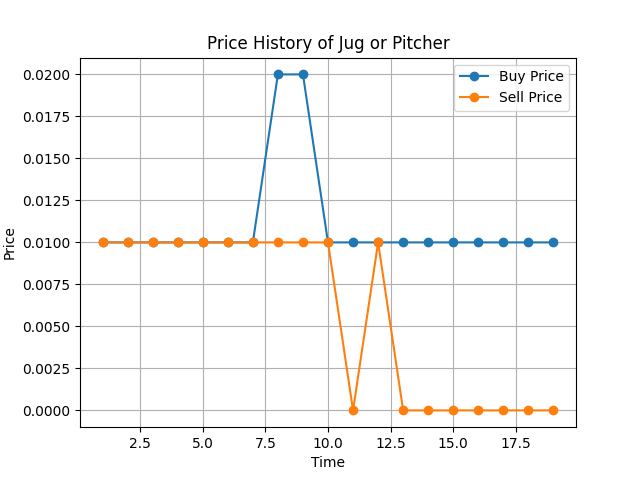 Price History of Jug or Pitcher
Buy Price
Sell Price
0.0200
0.0175
0.0150
0.0125
0.0100
0.0075
0.0050
0.0025
0.0000
Price
2.5 5.0 7.5 10.0 12.5 15.0 17.5
Time